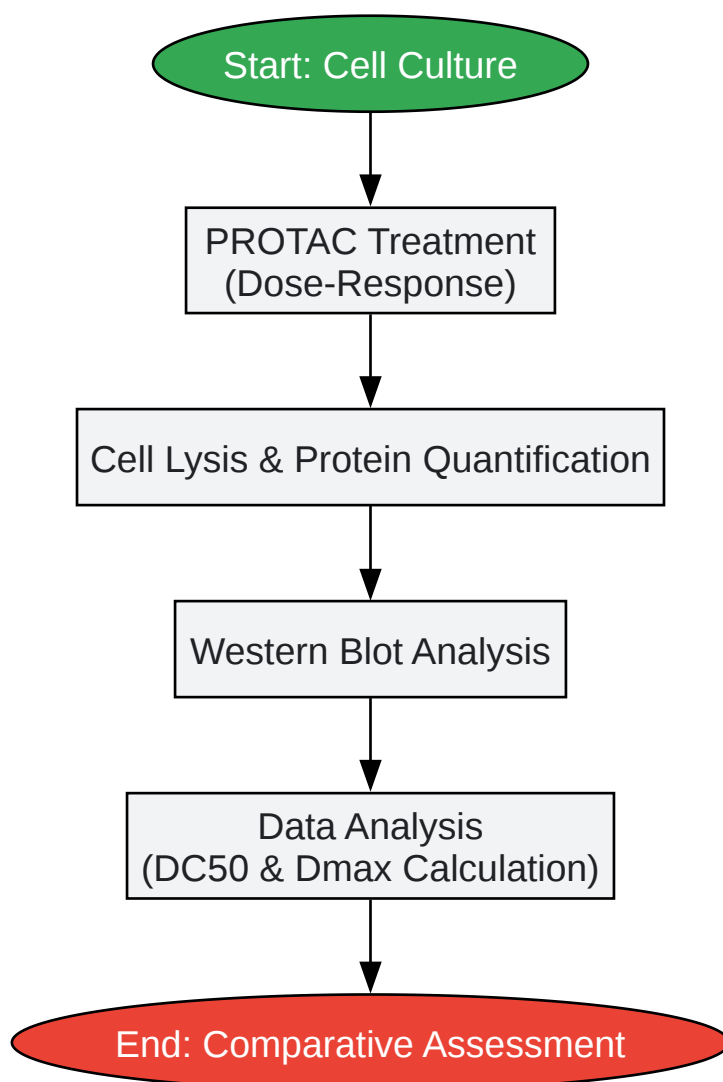 Start: Cell Culture
PROTAC Treatment
(Dose-Response)
Cell Lysis & Protein Quantification
Western Blot Analysis
Data Analysis
(DC50 & Dmax Calculation)
End: Comparative Assessment